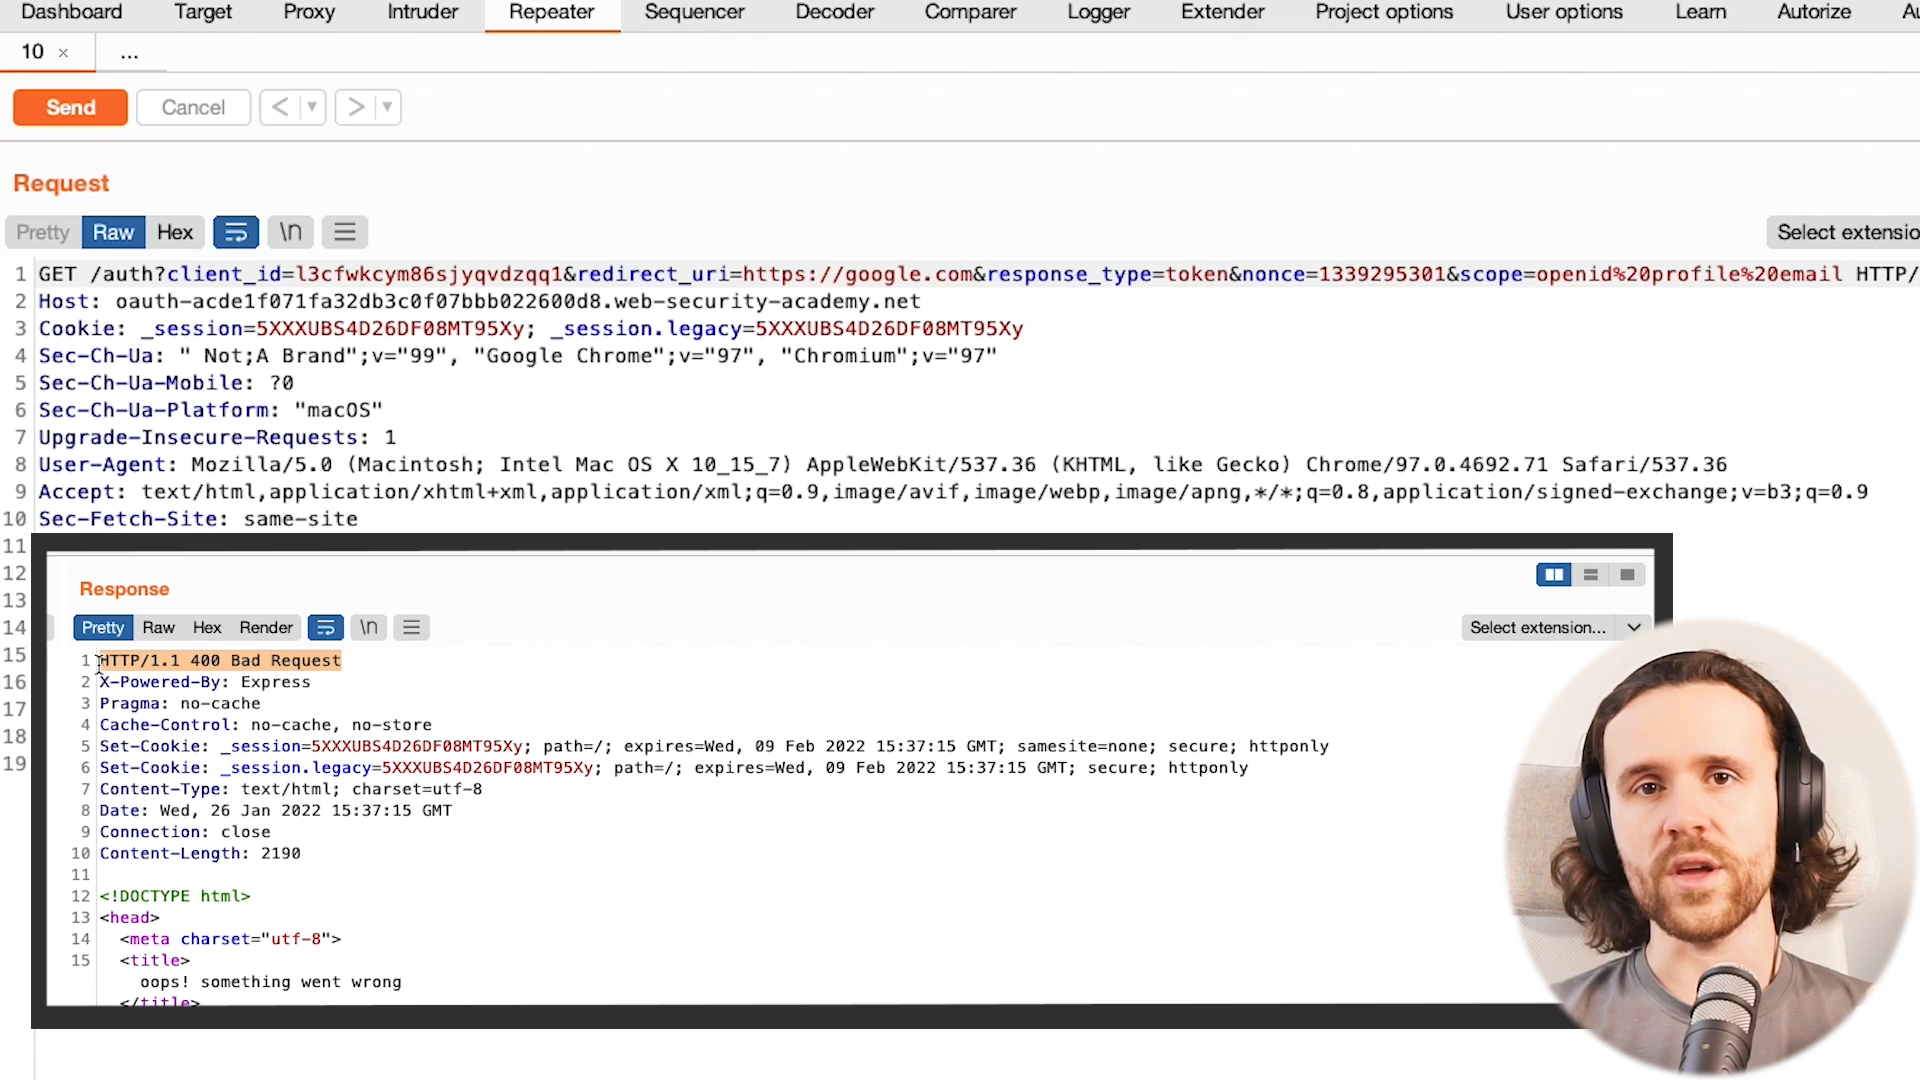 Dashboard Target Proxy Intruder Repeater Sequencer Decoder Comparer Logger Extender Project options User options Learn Autorize
10 × ...
Send Cancel < ▾ > ▾
Request
Pretty Raw Hex \n
Select extensio
1 GET /auth?client_id=l3cfwkcym86sjyqvdzqq1&redirect_uri=https://google.com&response_type=token&nonce=1339295301&scope=openid%20profile%20email HTTP/
2 Host: oauth-acde1f071fa32db3c0f07bbb022600d8.web-security-academy.net
3 Cookie: _session=5XXXUBS4D26DF08MT95Xy; _session.legacy=5XXXUBS4D26DF08MT95Xy
4 Sec-Ch-Ua: " Not;A Brand";v="99", "Google Chrome";v="97", "Chromium";v="97"
5 Sec-Ch-Ua-Mobile: ?0
6 Sec-Ch-Ua-Platform: "macOS"
7 Upgrade-Insecure-Requests: 1
8 User-Agent: Mozilla/5.0 (Macintosh; Intel Mac OS X 10_15_7) AppleWebKit/537.36 (KHTML, like Gecko) Chrome/97.0.4692.71 Safari/537.36
9 Accept: text/html,application/xhtml+xml,application/xml;q=0.9,image/avif,image/webp,image/apng,*/*;q=0.8,application/signed-exchange;v=b3;q=0.9
10 Sec-Fetch-Site: same-site
11
12
13
14
15
16
17
18
19
Response
Pretty Raw Hex Render \n
Select extension...
1 HTTP/1.1 400 Bad Request
2 X-Powered-By: Express
3 Pragma: no-cache
4 Cache-Control: no-cache, no-store
5 Set-Cookie: _session=5XXXUBS4D26DF08MT95Xy; path=/; expires=Wed, 09 Feb 2022 15:37:15 GMT; samesite=none; secure; httponly
6 Set-Cookie: _session.legacy=5XXXUBS4D26DF08MT95Xy; path=/; expires=Wed, 09 Feb 2022 15:37:15 GMT; secure; httponly
7 Content-Type: text/html; charset=utf-8
8 Date: Wed, 26 Jan 2022 15:37:15 GMT
9 Connection: close
10 Content-Length: 2190
11
12 <!DOCTYPE html>
13 <head>
14 <meta charset="utf-8">
15 <title>
oops! something went wrong
</title>